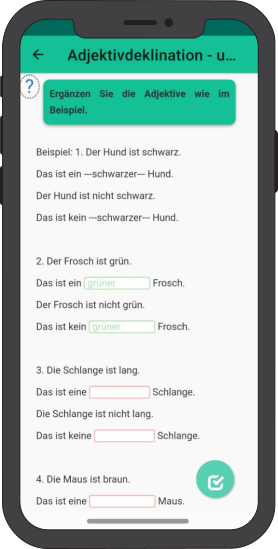 Adjektivdeklination - u...
?
Ergänzen Sie die Adjektive wie im
Beispiel.
Beispiel: 1. Der Hund ist schwarz.
Das ist ein ---schwarzer--- Hund.
Der Hund ist nicht schwarz.
Das ist kein ---schwarzer--- Hund.
2. Der Frosch ist grün.
Das ist ein grüner Frosch.
Der Frosch ist nicht grün.
Das ist kein grüner Frosch.
3. Die Schlange ist lang.
Das ist eine Schlange.
Die Schlange ist nicht lang.
Das ist keine Schlange.
4. Die Maus ist braun.
Das ist eine Maus.